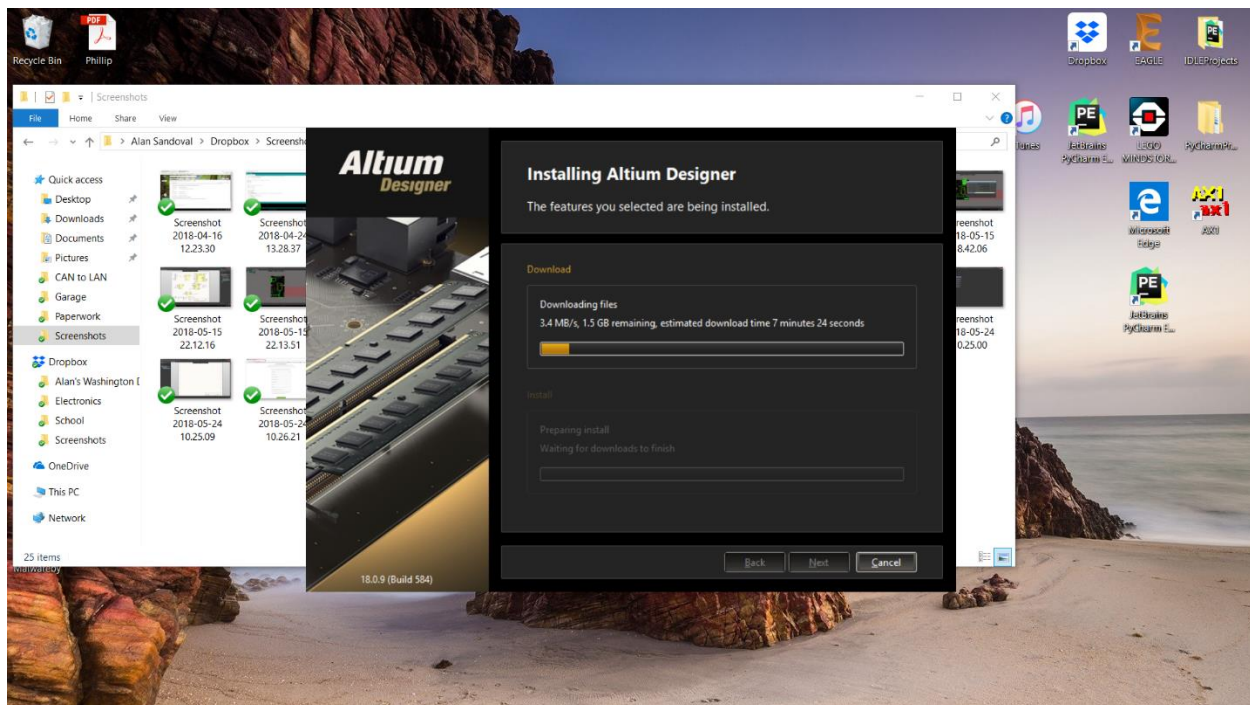 Recycle Bin
PDF
Phillip
Dropbox
EAGLE
PE
IDLEProjects
Screenshots
File
Home
Share
View
Alan Sandoval > Dropbox >
Quick access
Desktop
Downloads
Documents
Pictures
CAN to LAN
Garage
Paperwork
Screenshots
Dropbox
Alan's Washington
Electronics
School
Screenshots
OneDrive
This PC
Network
Screenshot
2018-04-16
12.23.30
Screenshot
2018-04-24
13.28.37
Screenshot
2018-05-15
22.12.16
Screenshot
2018-05-15
22.13.51
Screenshot
2018-05-24
10.25.09
Screenshot
2018-05-24
10.26.21
25 items
Altium
Designer
18.0.9 (Build 584)
Installing Altium Designer
The features you selected are being installed.
Download
Downloading files
3.4 MB/s, 1.5 GB remaining, estimated download time 7 minutes 24 seconds
Install
Preparing install
Waiting for downloads to finish
Back
Next
Cancel
reenshot
18-05-15
8.42.06
reenshot
18-05-24
0.25.00
PE
JetBrains
PyCharm E...
LEGO
MINDSTOR...
PyCharmPr...
Microsoft
Edge
AX1
ax1
AX1
PE
JetBrains
PyCharm E...